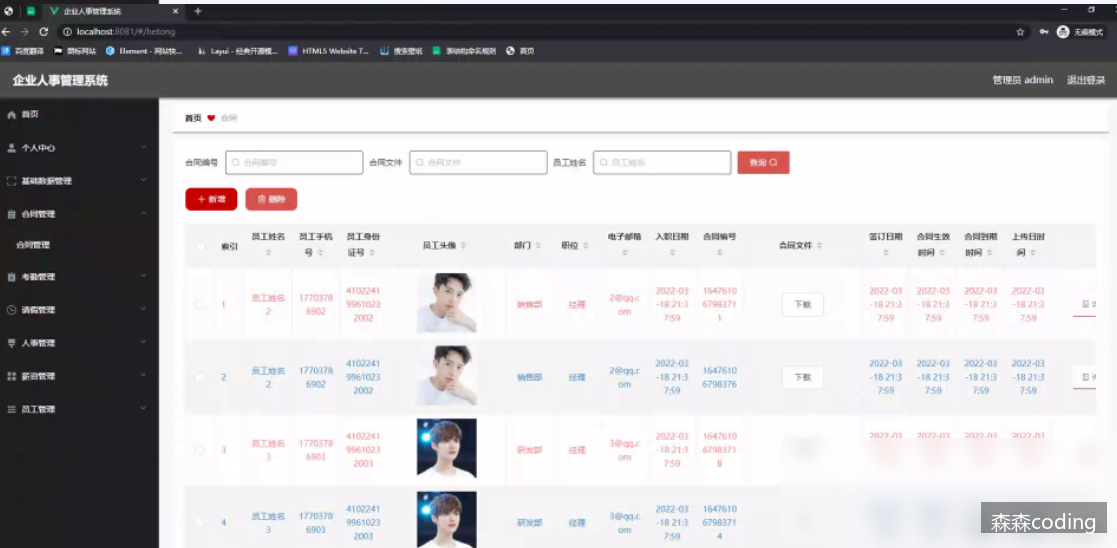 企业人事管理系统
localhost:8081/#/hetong
无痕模式
百度翻译 图标网站 Element - 网站快... Layui - 经典开源模... HTML5 Website T... 搜索壁纸 表结构命名规则 首页
企业人事管理系统 管理员 admin 退出登录
首页
个人中心
基础数据管理
合同管理
合同管理
考勤管理
请假管理
人事管理
薪资管理
员工管理
首页 合同
合同编号 合同编号 合同文件 合同文件 员工姓名 员工姓名 查询
+ 新增 删除
索引 员工姓名 员工手机号 员工身份证号 员工头像 部门 职位 电子邮箱 入职日期 合同编号 合同文件 签订日期 合同生效时间 合同到期时间 上传日时间
1 员工姓名2 17703786902 410224199610232002 销售部 经理 2@qq.com 2022-03-18 21:37:59 164761067983711 下载 2022-03-18 21:37:59 2022-03-18 21:37:59 2022-03-18 21:37:59 2022-03-18 21:37:59
2 员工姓名2 17703786902 410224199610232002 销售部 经理 2@qq.com 2022-03-18 21:37:59 16476106798376 下载 2022-03-18 21:37:59 2022-03-18 21:37:59 2022-03-18 21:37:59 2022-03-18 21:37:59
3 员工姓名3 17703786903 410224199610232003 研发部 经理 3@qq.com 2022-03-18 21:37:59 164761067983718 2022-03 2022-03 2022-03 2022-03
4 员工姓名3 17703786903 410224199610232003 研发部 经理 3@qq.com 2022-03-18 21:37:59 164761067983714
森森coding